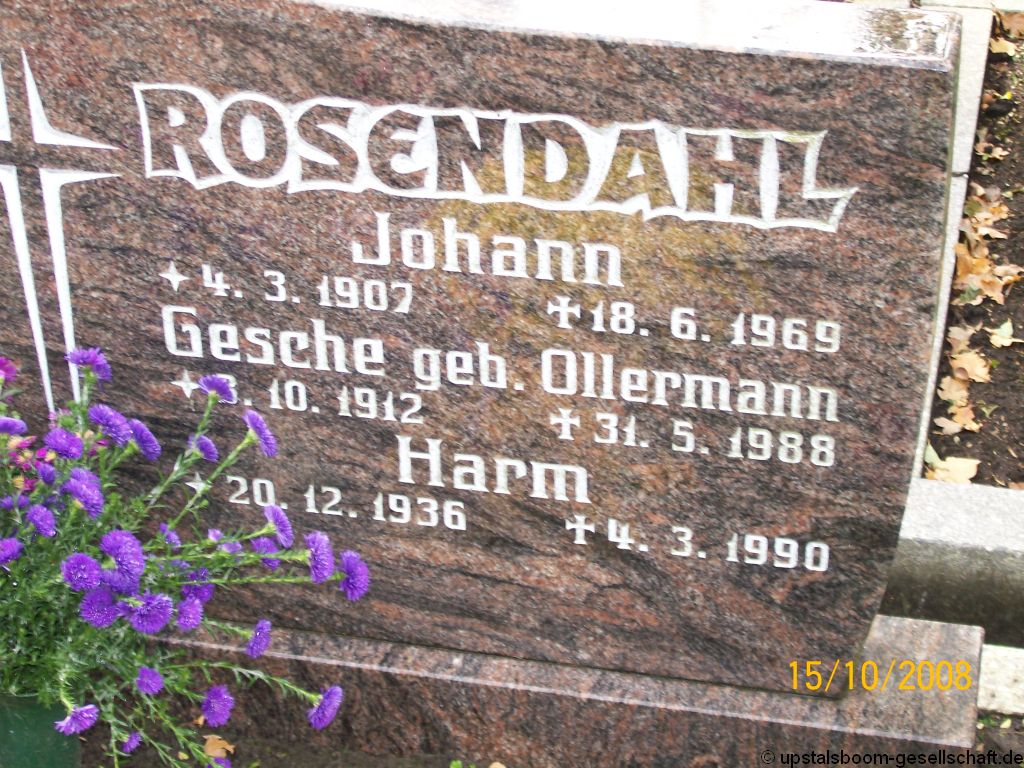 ROSENDAHL
Johann
4. 3. 1907 18. 6. 1969
Gesche geb. Ollermann
10. 1912 31. 5. 1988
Harm
20. 12. 1936 4. 3. 1990
15/10/2008
© upstalsboom-gesellschaft.de